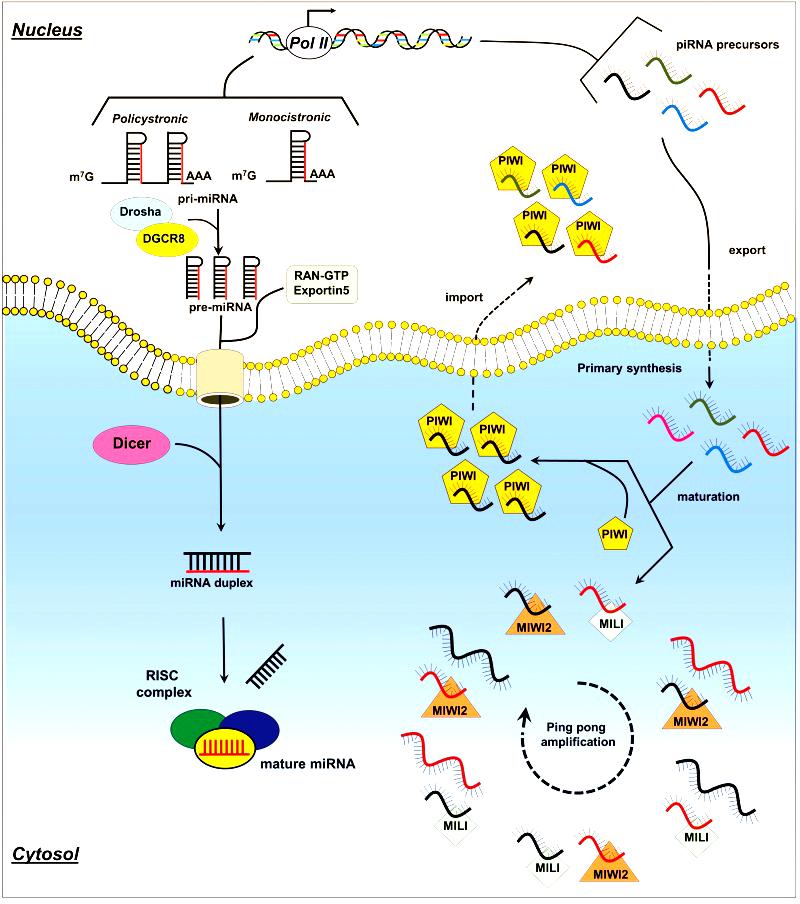 Nucleus
Pol II
piRNA precursors
Policystronic
Monocistronic
m⁷G
AAA
m⁷G
AAA
pri-miRNA
Drosha
DGCR8
pre-miRNA
RAN-GTP
Exportin5
PIWI
PIWI
PIWI
PIWI
export
import
Primary synthesis
Dicer
PIWI
PIWI
PIWI
PIWI
maturation
PIWI
miRNA duplex
MIWI2
MILI
RISC
complex
mature miRNA
MIWI2
MIWI2
Ping pong
amplification
MILI
MILI
MILI
MIWI2
Cytosol